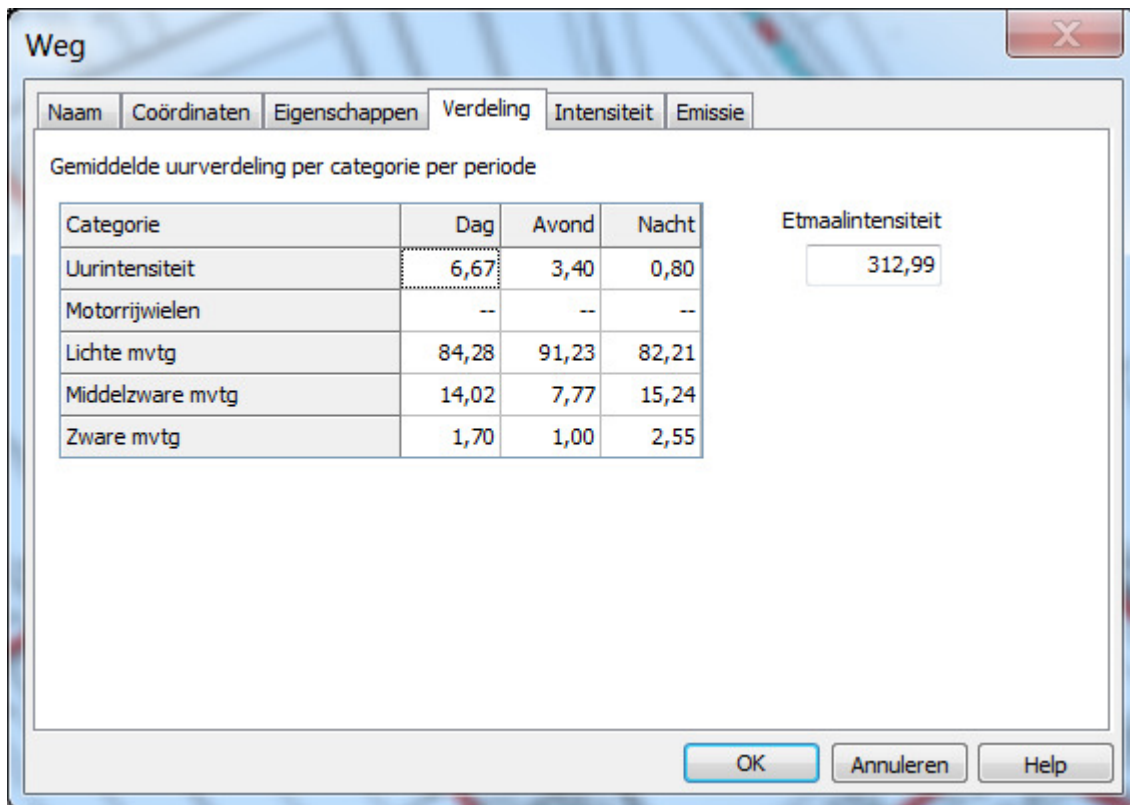 Weg
Naam Coördinaten Eigenschappen Verdeling Intensiteit Emissie
Gemiddelde uurverdeling per categorie per periode
Categorie Dag Avond Nacht Etmaalintensiteit
Uurintensiteit 6,67 3,40 0,80 312,99
Motorrijwielen -- -- --
Lichte mvtg 84,28 91,23 82,21
Middelzware mvtg 14,02 7,77 15,24
Zware mvtg 1,70 1,00 2,55
OK Annuleren Help